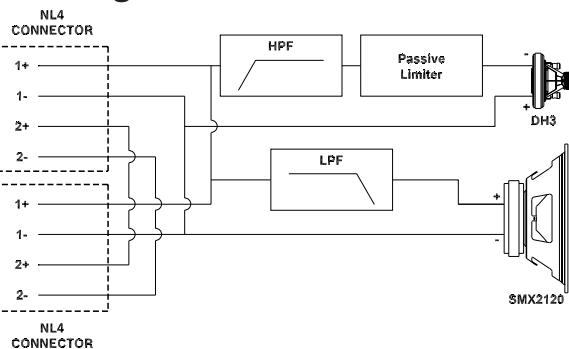 NL4
CONNECTOR
1+
1-
2+
2-
HPF
Passive
Limiter
-
+
DH3
LPF
1+
1-
2+
2-
+
-
SMX2120
NL4
CONNECTOR